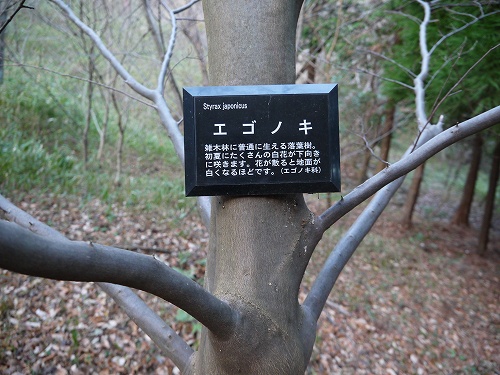 Styrax japonicus
エゴノキ
雑木林に普通に生える落葉樹。
初夏にたくさんの白花が下向き
に咲きます。花が散ると地面が
白くなるほどです。(エゴノキ科)